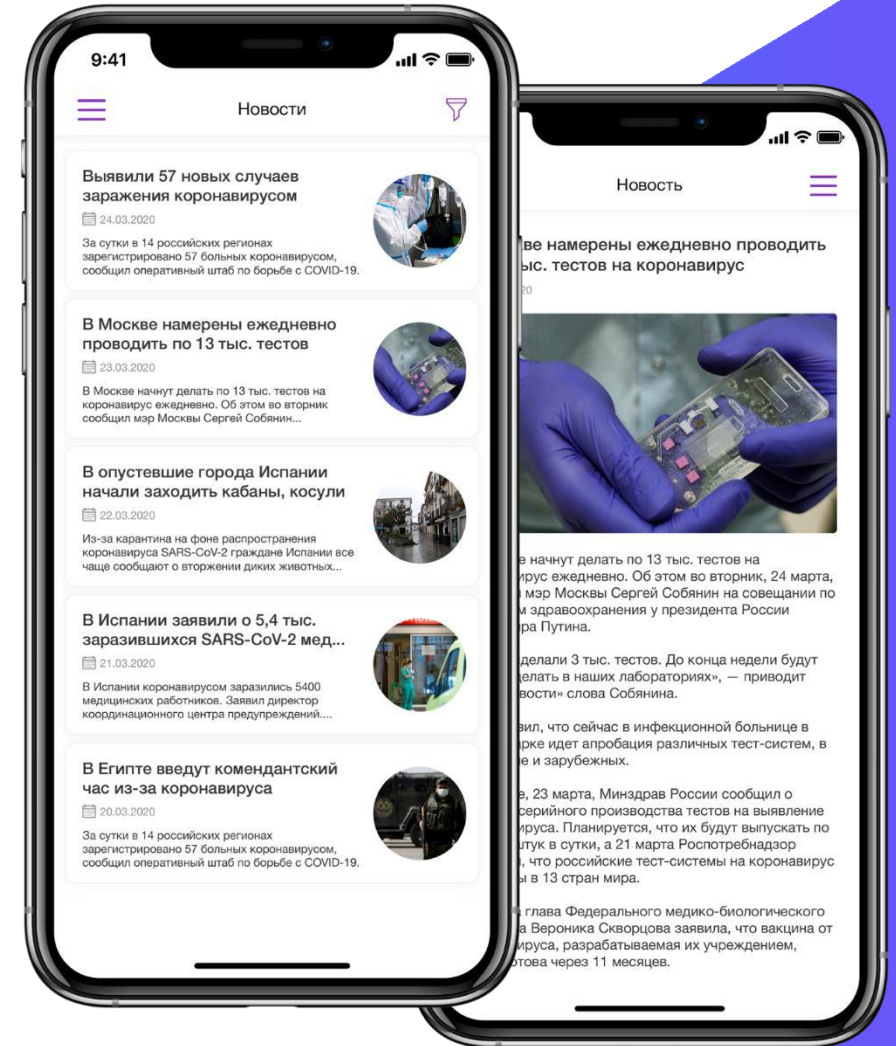 9:41
Новости
Выявили 57 новых случаев
заражения коронавирусом
24.03.2020
За сутки в 14 российских регионах
зарегистрировано 57 больных коронавирусом,
сообщил оперативный штаб по борьбе с COVID-19.
В Москве намерены ежедневно
проводить по 13 тыс. тестов
23.03.2020
В Москве начнут делать по 13 тыс. тестов на
коронавирус ежедневно. Об этом во вторник
сообщил мэр Москвы Сергей Собянин...
В опустевшие города Испании
начали заходить кабаны, косули
22.03.2020
Из-за карантина на фоне распространения
коронавируса SARS-CoV-2 граждане Испании все
чаще сообщают о вторжении диких животных...
В Испании заявили о 5,4 тыс.
заразившихся SARS-CoV-2 мед...
21.03.2020
В Испании коронавирусом заразились 5400
медицинских работников. Заявил директор
координационного центра предупреждений....
В Египте введут комендантский
час из-за коронавируса
20.03.2020
За сутки в 14 российских регионах
зарегистрировано 57 больных коронавирусом,
сообщил оперативный штаб по борьбе с COVID-19.
Новость
ве намерены ежедневно проводить
ыс. тестов на коронавирус
20
е начнут делать по 13 тыс. тестов на
ирус ежедневно. Об этом во вторник, 24 марта,
мэр Москвы Сергей Собянин на совещании по
м здравоохранения у президента России
ра Путина.
делали 3 тыс. тестов. До конца недели будут
делать в наших лабораториях», — приводит
вости» слова Собянина.
вил, что сейчас в инфекционной больнице в
рке идет апробация различных тест-систем, в
е и зарубежных.
е, 23 марта, Минздрав России сообщил о
серийного производства тестов на выявление
ируса. Планируется, что их будут выпускать по
штук в сутки, а 21 марта Роспотребнадзор
, что российские тест-системы на коронавирус
ы в 13 стран мира.
глава Федерального медико-биологического
а Вероника Скворцова заявила, что вакцина от
ируса, разрабатываемая их учреждением,
отова через 11 месяцев.